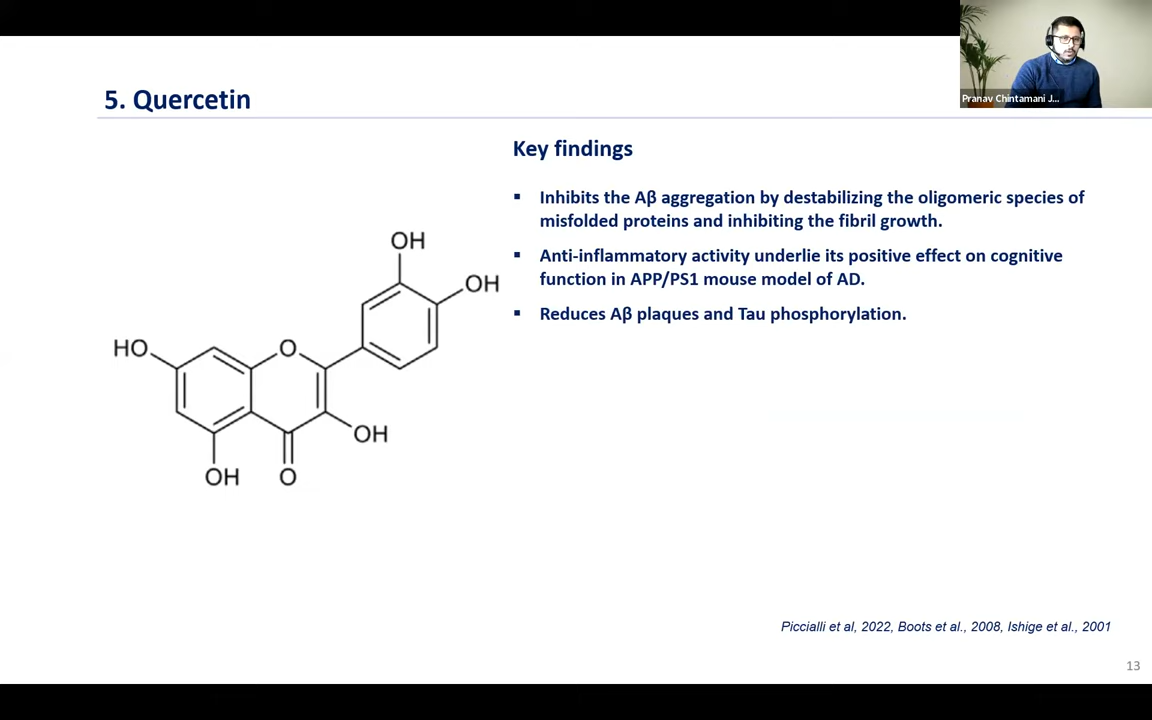 Pranav Chintamani J...
5. Quercetin
Key findings
▪ Inhibits the Aβ aggregation by destabilizing the oligomeric species of
misfolded proteins and inhibiting the fibril growth.
▪ Anti-inflammatory activity underlie its positive effect on cognitive
function in APP/PS1 mouse model of AD.
▪ Reduces Aβ plaques and Tau phosphorylation.
OH
OH
HO
O
OH
OH
O
Piccialli et al, 2022, Boots et al., 2008, Ishige et al., 2001
13